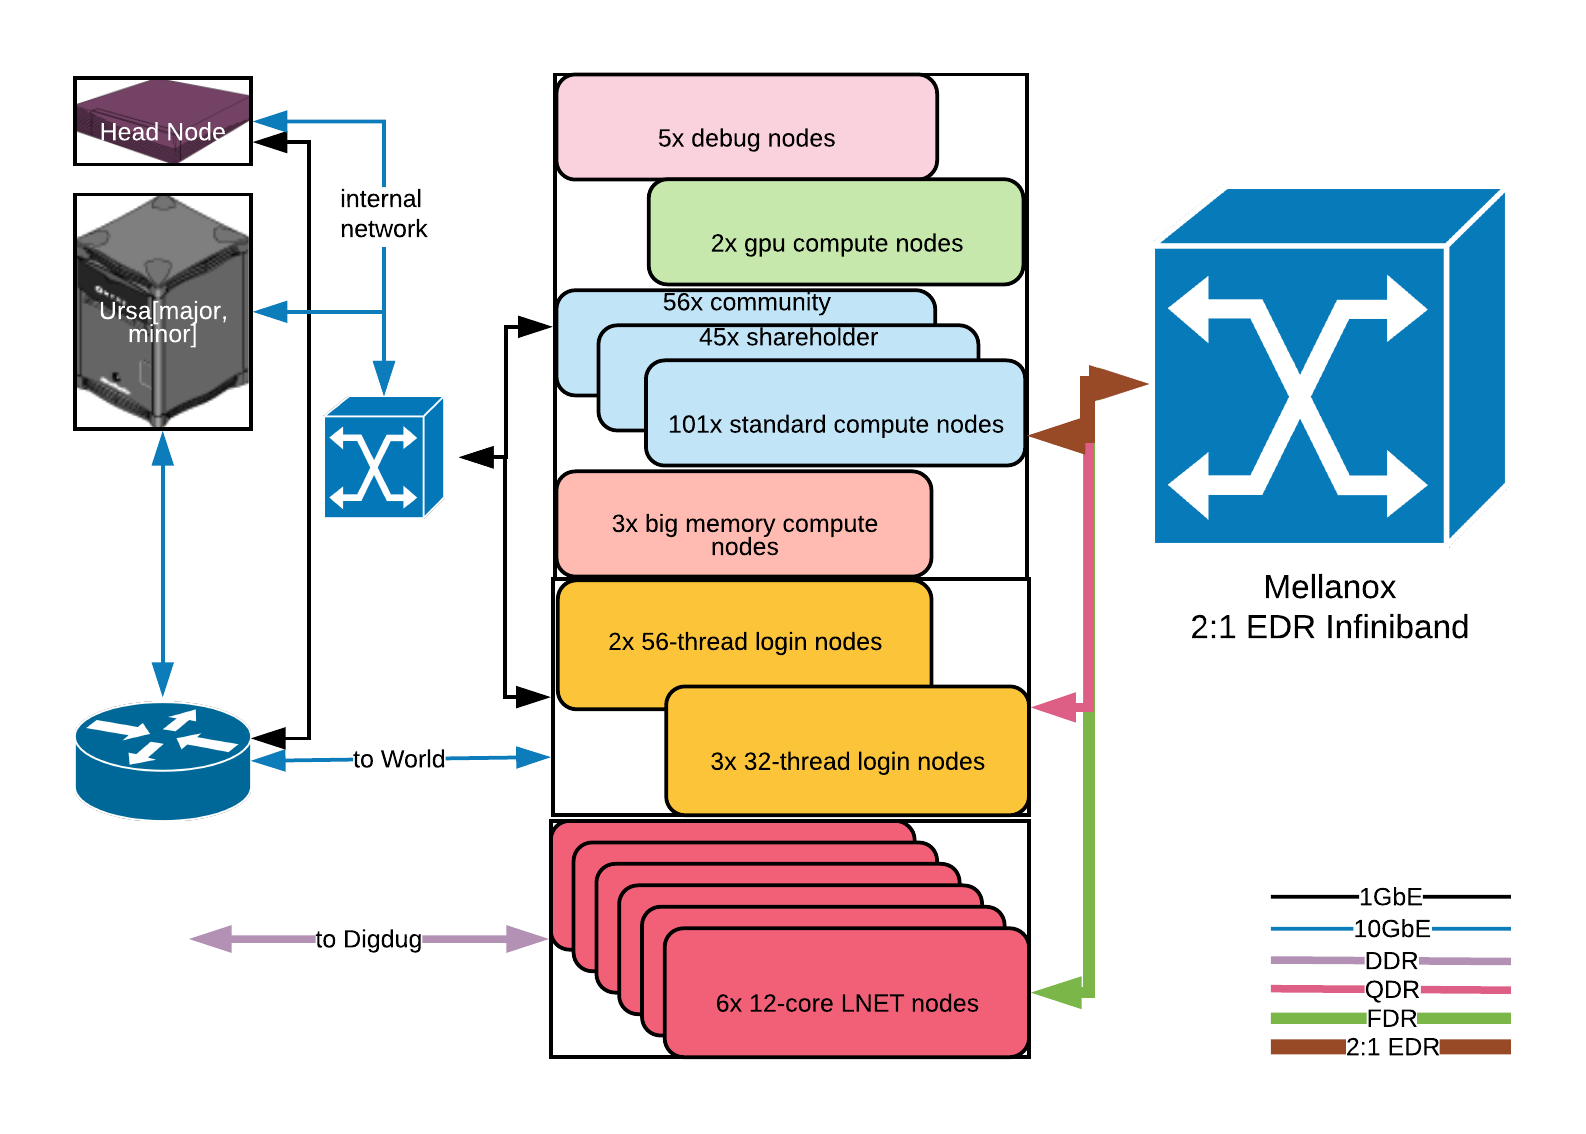 Head Node
internal
network
Ursa[major,
minor]
5x debug nodes
2x gpu compute nodes
56x community
45x shareholder
101x standard compute nodes
3x big memory compute
nodes
2x 56-thread login nodes
3x 32-thread login nodes
to World
to Digdug
6x 12-core LNET nodes
Mellanox
2:1 EDR Infiniband
1GbE
10GbE
DDR
QDR
FDR
2:1 EDR